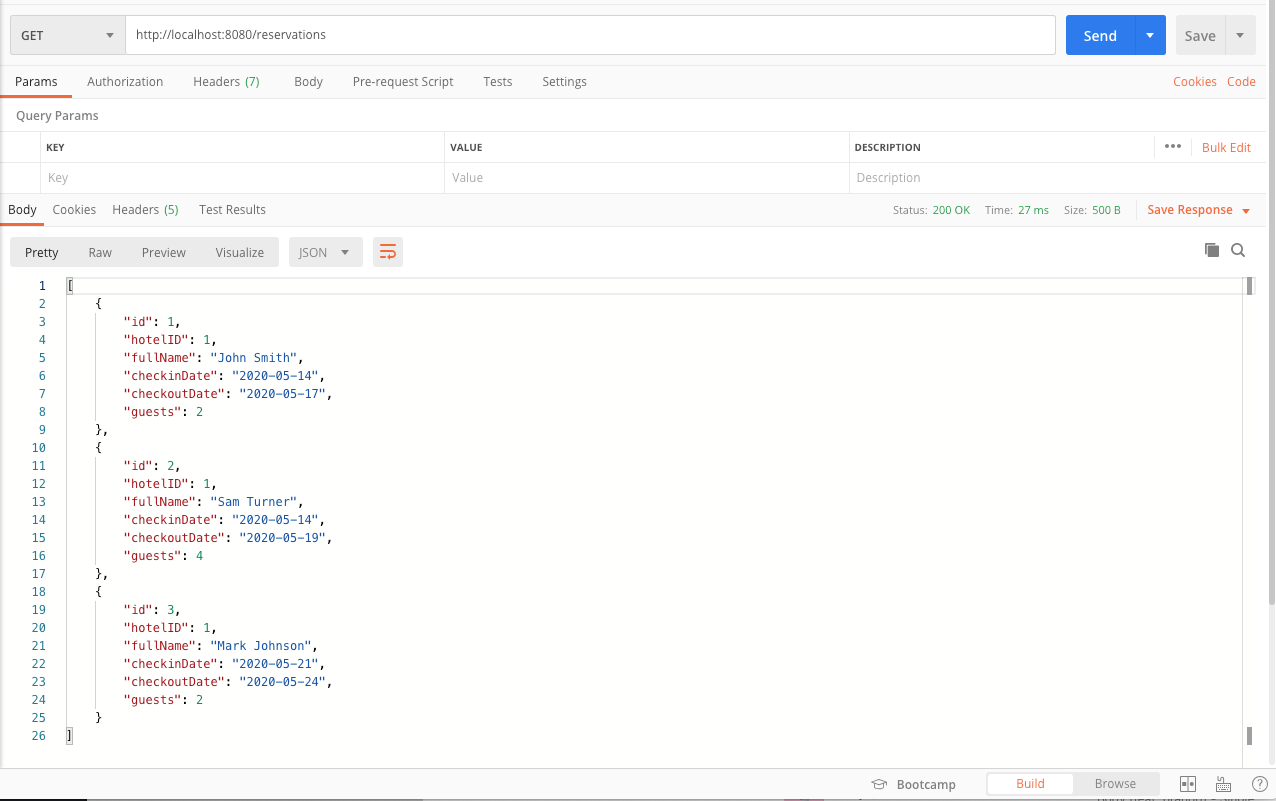 GET http://localhost:8080/reservations Send Save
Params Authorization Headers (7) Body Pre-request Script Tests Settings Cookies Code
Query Params
KEY VALUE DESCRIPTION ••• Bulk Edit
Key Value Description
Body Cookies Headers (5) Test Results Status: 200 OK Time: 27 ms Size: 500 B Save Response
Pretty Raw Preview Visualize JSON
1 [
2 {
3 "id": 1,
4 "hotelID": 1,
5 "fullName": "John Smith",
6 "checkinDate": "2020-05-14",
7 "checkoutDate": "2020-05-17",
8 "guests": 2
9 },
10 {
11 "id": 2,
12 "hotelID": 1,
13 "fullName": "Sam Turner",
14 "checkinDate": "2020-05-14",
15 "checkoutDate": "2020-05-19",
16 "guests": 4
17 },
18 {
19 "id": 3,
20 "hotelID": 1,
21 "fullName": "Mark Johnson",
22 "checkinDate": "2020-05-21",
23 "checkoutDate": "2020-05-24",
24 "guests": 2
25 }
26 ]
Bootcamp Build Browse